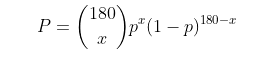 $P = \binom{180}{x} p^x (1-p)^{180-x}$